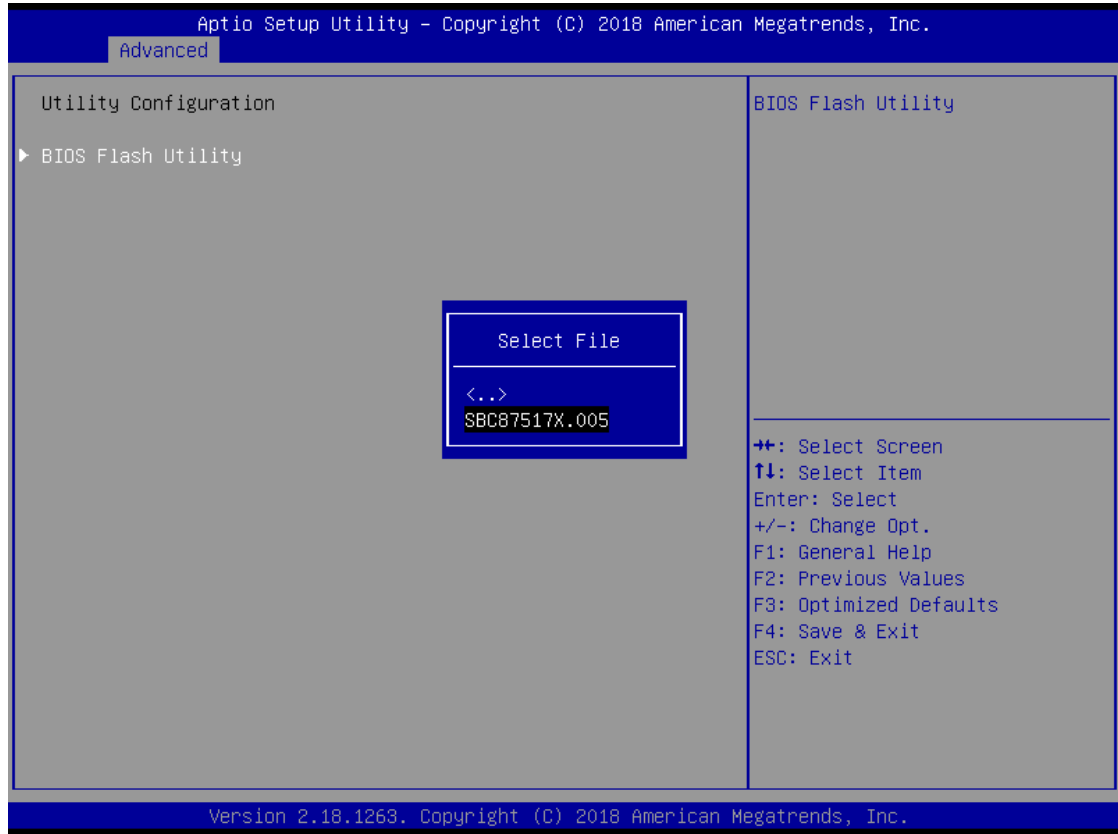 Aptio Setup Utility – Copyright (C) 2018 American Megatrends, Inc.
Advanced
Utility Configuration
▶ BIOS Flash Utility
BIOS Flash Utility
Select File
<..>
SBC87517X.005
→←: Select Screen
↑↓: Select Item
Enter: Select
+/-: Change Opt.
F1: General Help
F2: Previous Values
F3: Optimized Defaults
F4: Save & Exit
ESC: Exit
Version 2.18.1263. Copyright (C) 2018 American Megatrends, Inc.